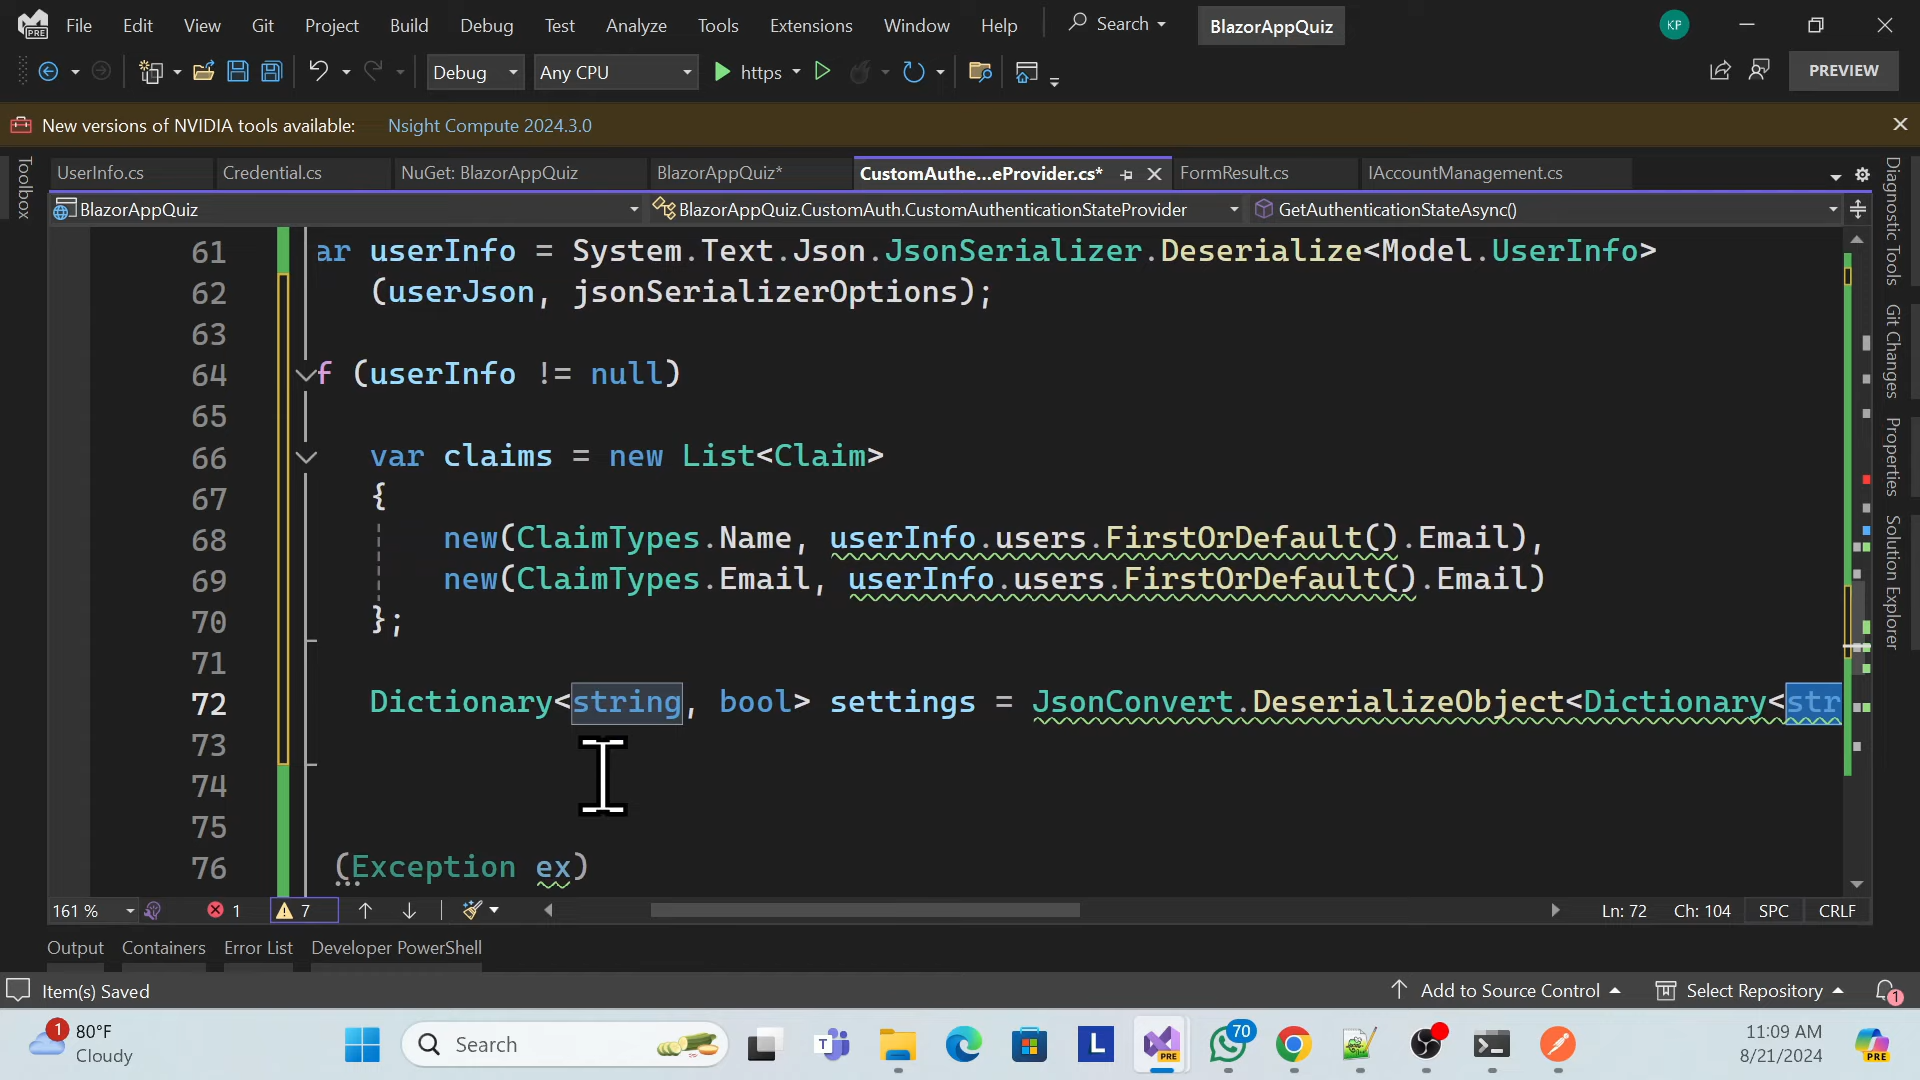 File Edit View Git Project Build Debug Test Analyze Tools Extensions Window Help Search BlazorAppQuiz KP
PRE
Debug Any CPU https PREVIEW
New versions of NVIDIA tools available: Nsight Compute 2024.3.0
UserInfo.cs Credential.cs NuGet: BlazorAppQuiz BlazorAppQuiz* CustomAuthe...eProvider.cs* FormResult.cs IAccountManagement.cs
BlazorAppQuiz BlazorAppQuiz.CustomAuth.CustomAuthenticationStateProvider GetAuthenticationStateAsync()
Toolbox
Diagnostic Tools
Git Changes
Properties
Solution Explorer
61 ar userInfo = System.Text.Json.JsonSerializer.Deserialize<Model.UserInfo>
62 (userJson, jsonSerializerOptions);
63
64 f (userInfo != null)
65
66 var claims = new List<Claim>
67 {
68 new(ClaimTypes.Name, userInfo.users.FirstOrDefault().Email),
69 new(ClaimTypes.Email, userInfo.users.FirstOrDefault().Email)
70 };
71
72 Dictionary<string, bool> settings = JsonConvert.DeserializeObject<Dictionary<str
73
74
75
76 (Exception ex)
161 % 1 7 Ln: 72 Ch: 104 SPC CRLF
Output Containers Error List Developer PowerShell
Item(s) Saved Add to Source Control Select Repository 1
1 80°F Search 70 11:09 AM
Cloudy L PRE 8/21/2024 PRE